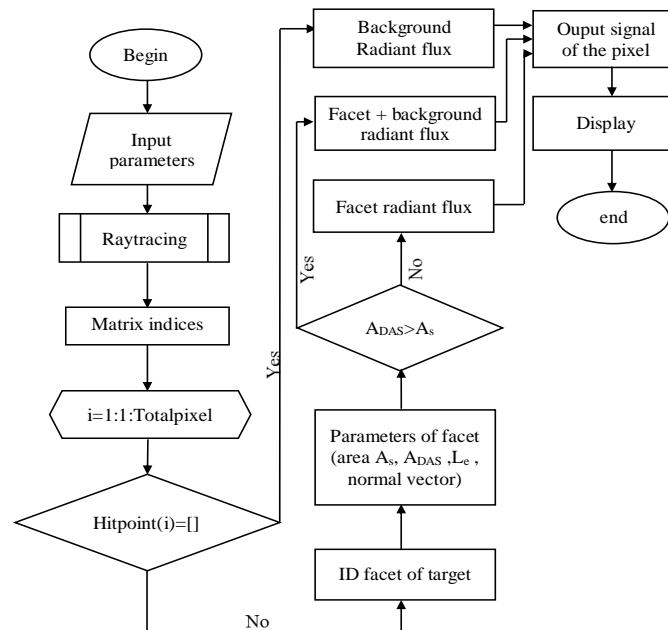 Begin
Input
parameters
Raytracing
Matrix indices
i=1:1:Totalpixel
Hitpoint(i)=[]
Yes
No
ID facet of target
Parameters of facet
(area As, ADAS ,Le ,
normal vector)
ADAS>As
Yes
No
Facet radiant flux
Facet + background
radiant flux
Background
Radiant flux
Ouput signal
of the pixel
Display
end